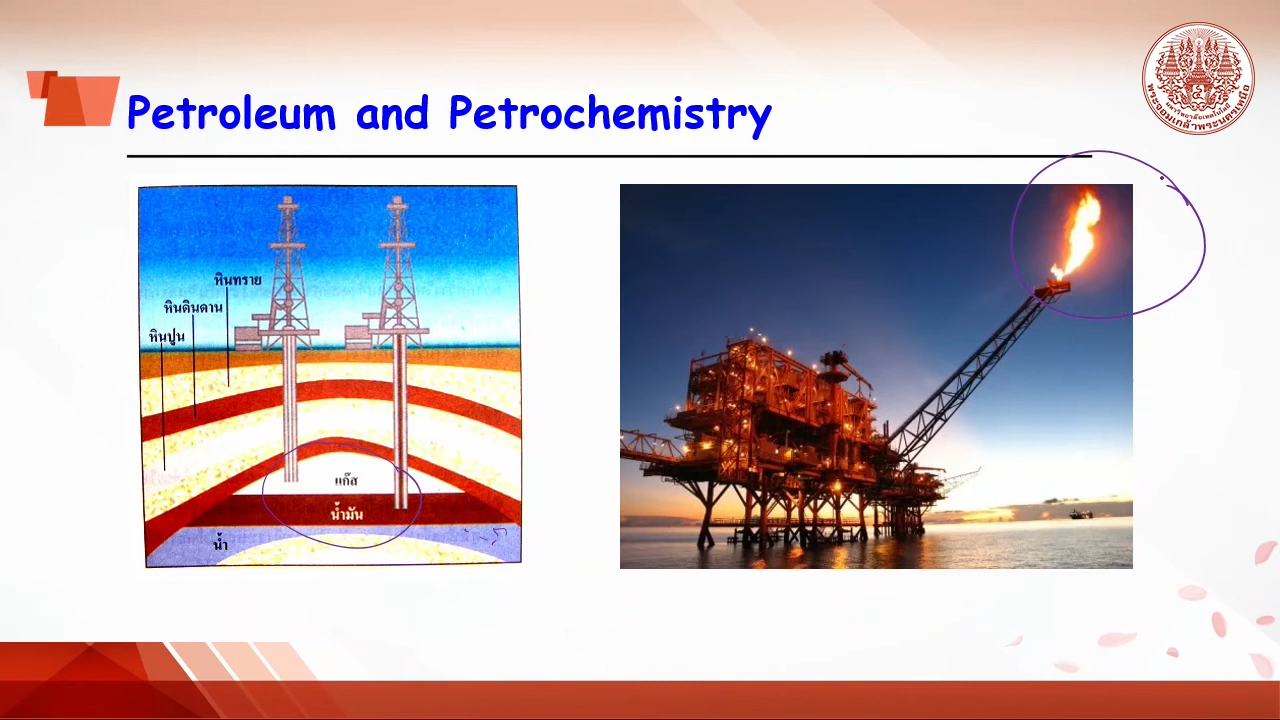 Petroleum and Petrochemistry
หินทราย
หินดินดาน
หินปูน
แก๊ส
น้ำมัน
น้ำ